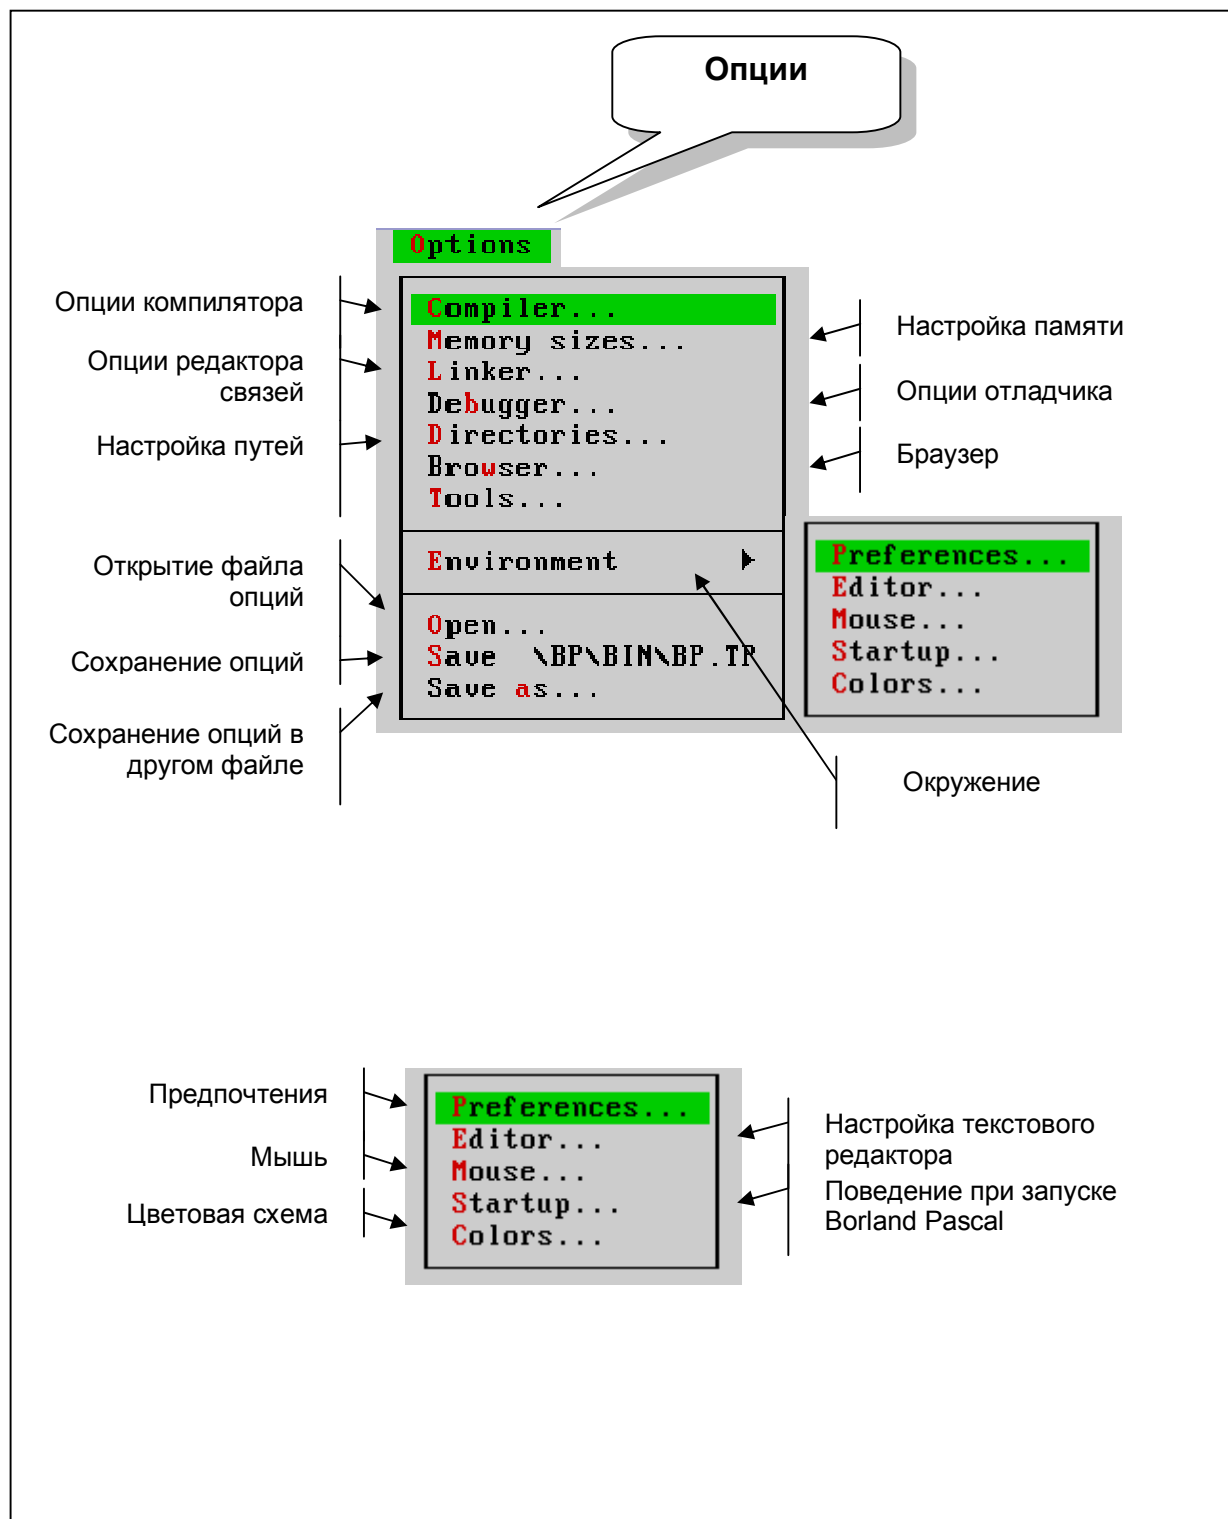 Опции
Options
Опции компилятора
Опции редактора
связей
Настройка путей
Открытие файла
опций
Сохранение опций
Сохранение опций в
другом файле
Compiler...
Memory sizes...
Linker...
Debugger...
Directories...
Browser...
Tools...
Environment
Open...
Save \BP\BIN\BP.TP
Save as...
Настройка памяти
Опции отладчика
Браузер
Preferences...
Editor...
Mouse...
Startup...
Colors...
Окружение
Предпочтения
Мышь
Цветовая схема
Preferences...
Editor...
Mouse...
Startup...
Colors...
Настройка текстового
редактора
Поведение при запуске
Borland Pascal